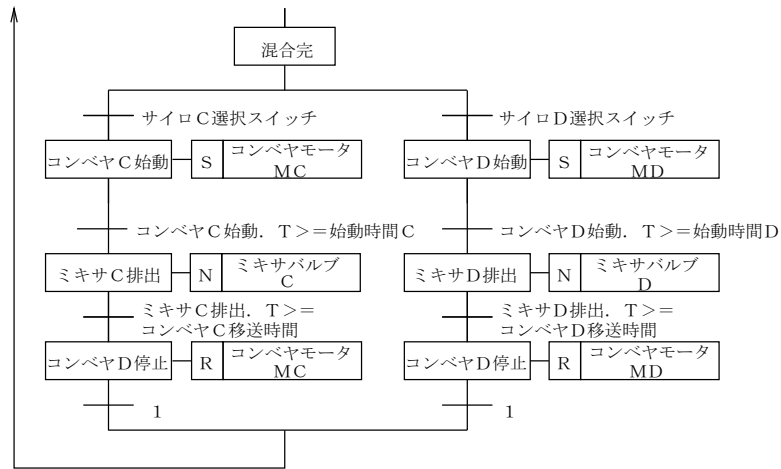 混合完
サイロＣ選択スイッチ
サイロＤ選択スイッチ
コンベヤＣ始動
S
コンベヤモータ
ＭＣ
コンベヤＤ始動
S
コンベヤモータ
ＭＤ
コンベヤＣ始動．Ｔ＞＝始動時間Ｃ
コンベヤＤ始動．Ｔ＞＝始動時間Ｄ
ミキサＣ排出
N
ミキサバルブ
Ｃ
ミキサＤ排出
N
ミキサバルブ
Ｄ
ミキサＣ排出．Ｔ＞＝
コンベヤＣ移送時間
ミキサＤ排出．Ｔ＞＝
コンベヤＤ移送時間
コンベヤＤ停止
R
コンベヤモータ
ＭＣ
コンベヤＤ停止
R
コンベヤモータ
ＭＤ
1
1